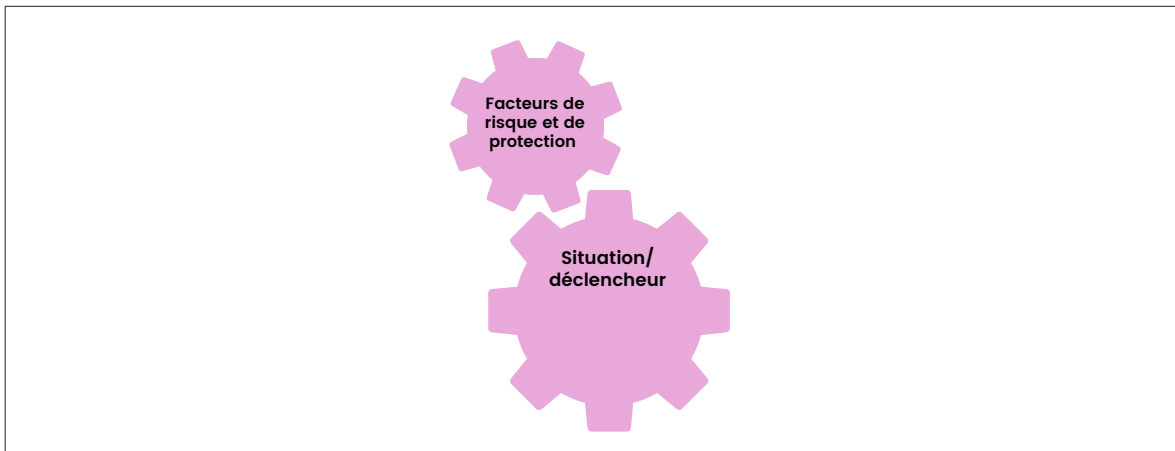 Facteurs de
risque et de
protection
Situation/
déclencheur